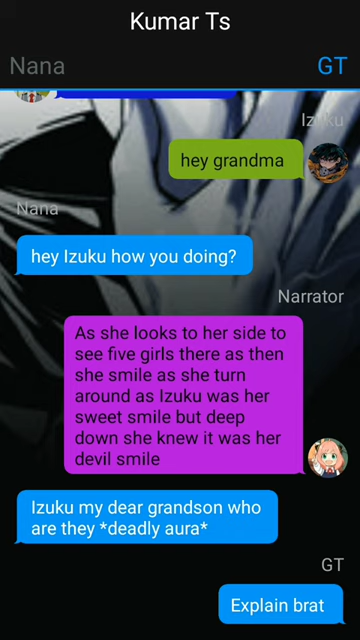 Kumar Ts
Nana GT
Izuku
hey grandma
Nana
hey Izuku how you doing?
Narrator
As she looks to her side to
see five girls there as then
she smile as she turn
around as Izuku was her
sweet smile but deep
down she knew it was her
devil smile
Izuku my dear grandson who
are they *deadly aura*
GT
Explain brat